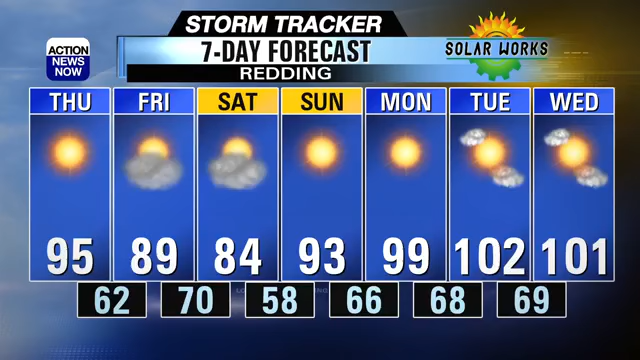 STORM TRACKER
ACTION NEWS NOW
7-DAY FORECAST
SOLAR WORKS
REDDING
THU FRI SAT SUN MON TUE WED
95 89 84 93 99 102 101
62 70 58 66 68 69